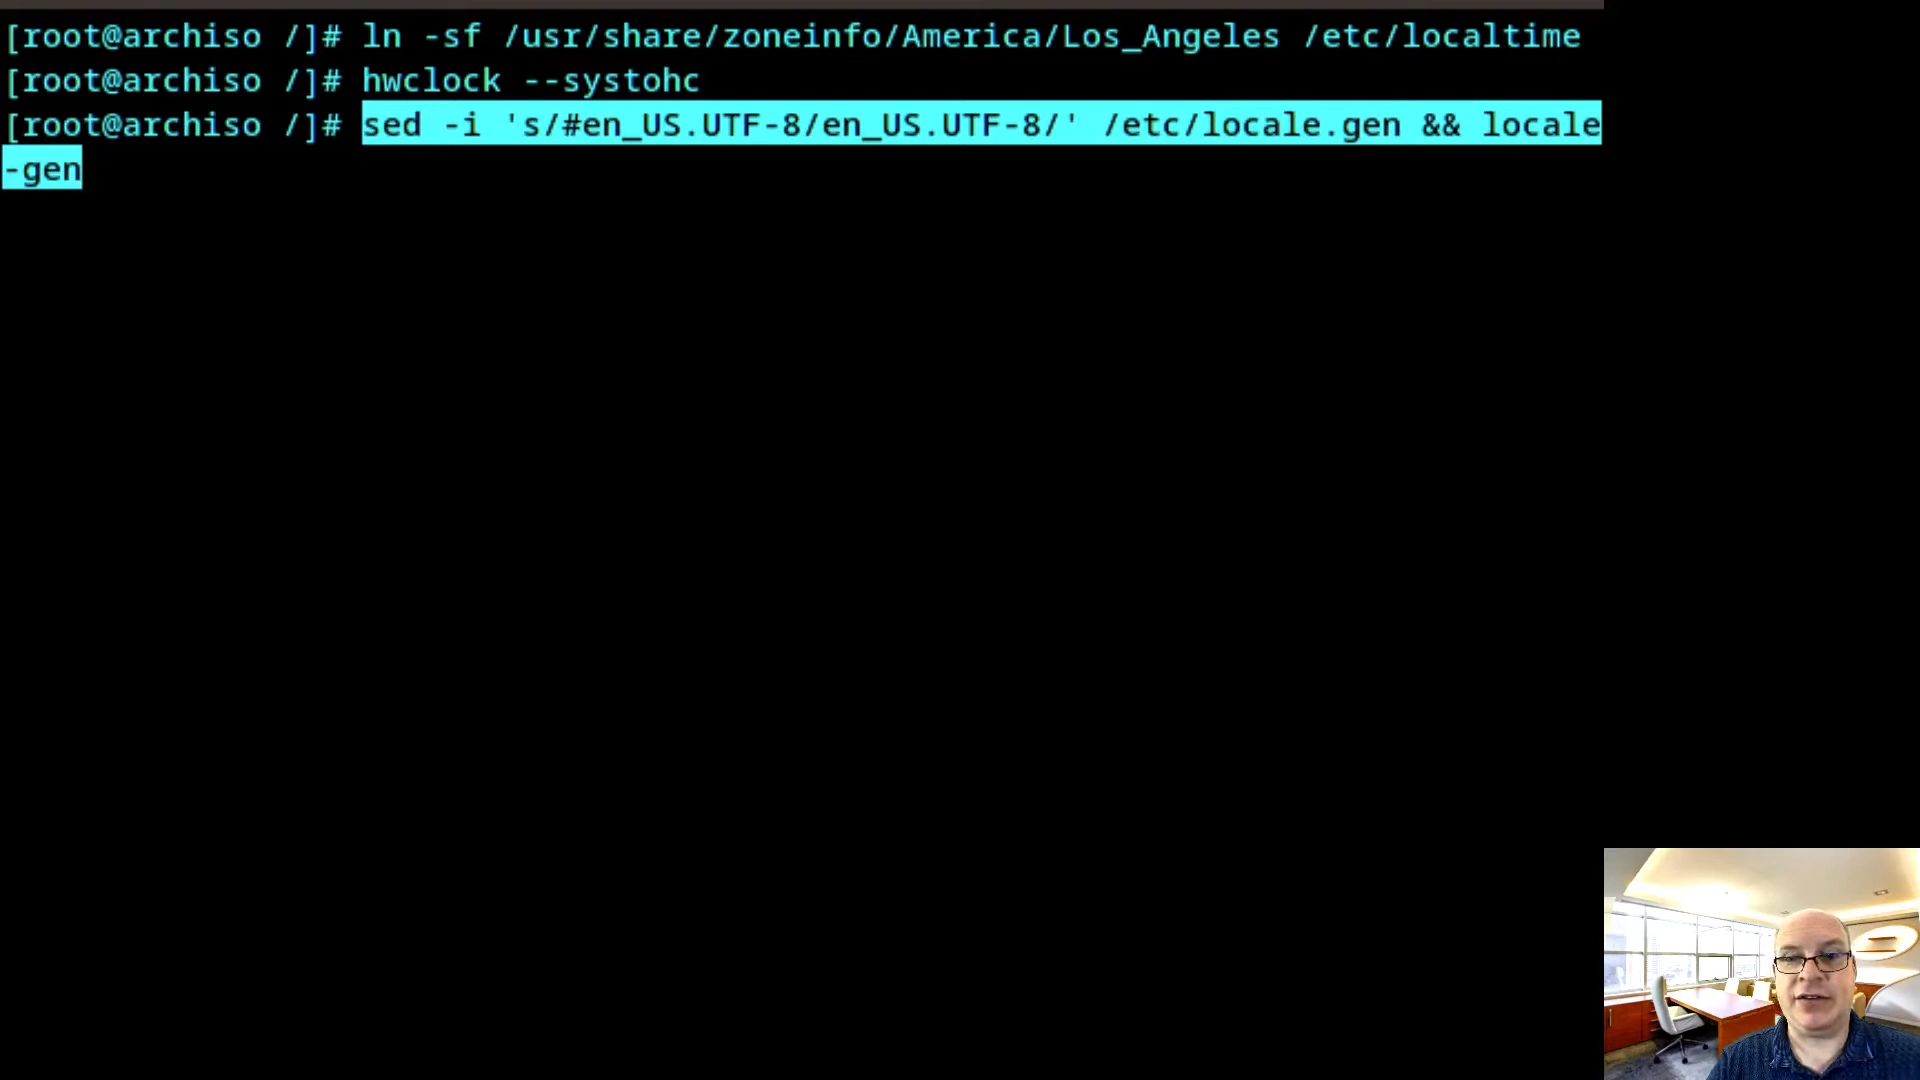 [root@archiso /]# ln -sf /usr/share/zoneinfo/America/Los_Angeles /etc/localtime
[root@archiso /]# hwclock --systohc
[root@archiso /]# sed -i 's/#en_US.UTF-8/en_US.UTF-8/' /etc/locale.gen && locale
-gen